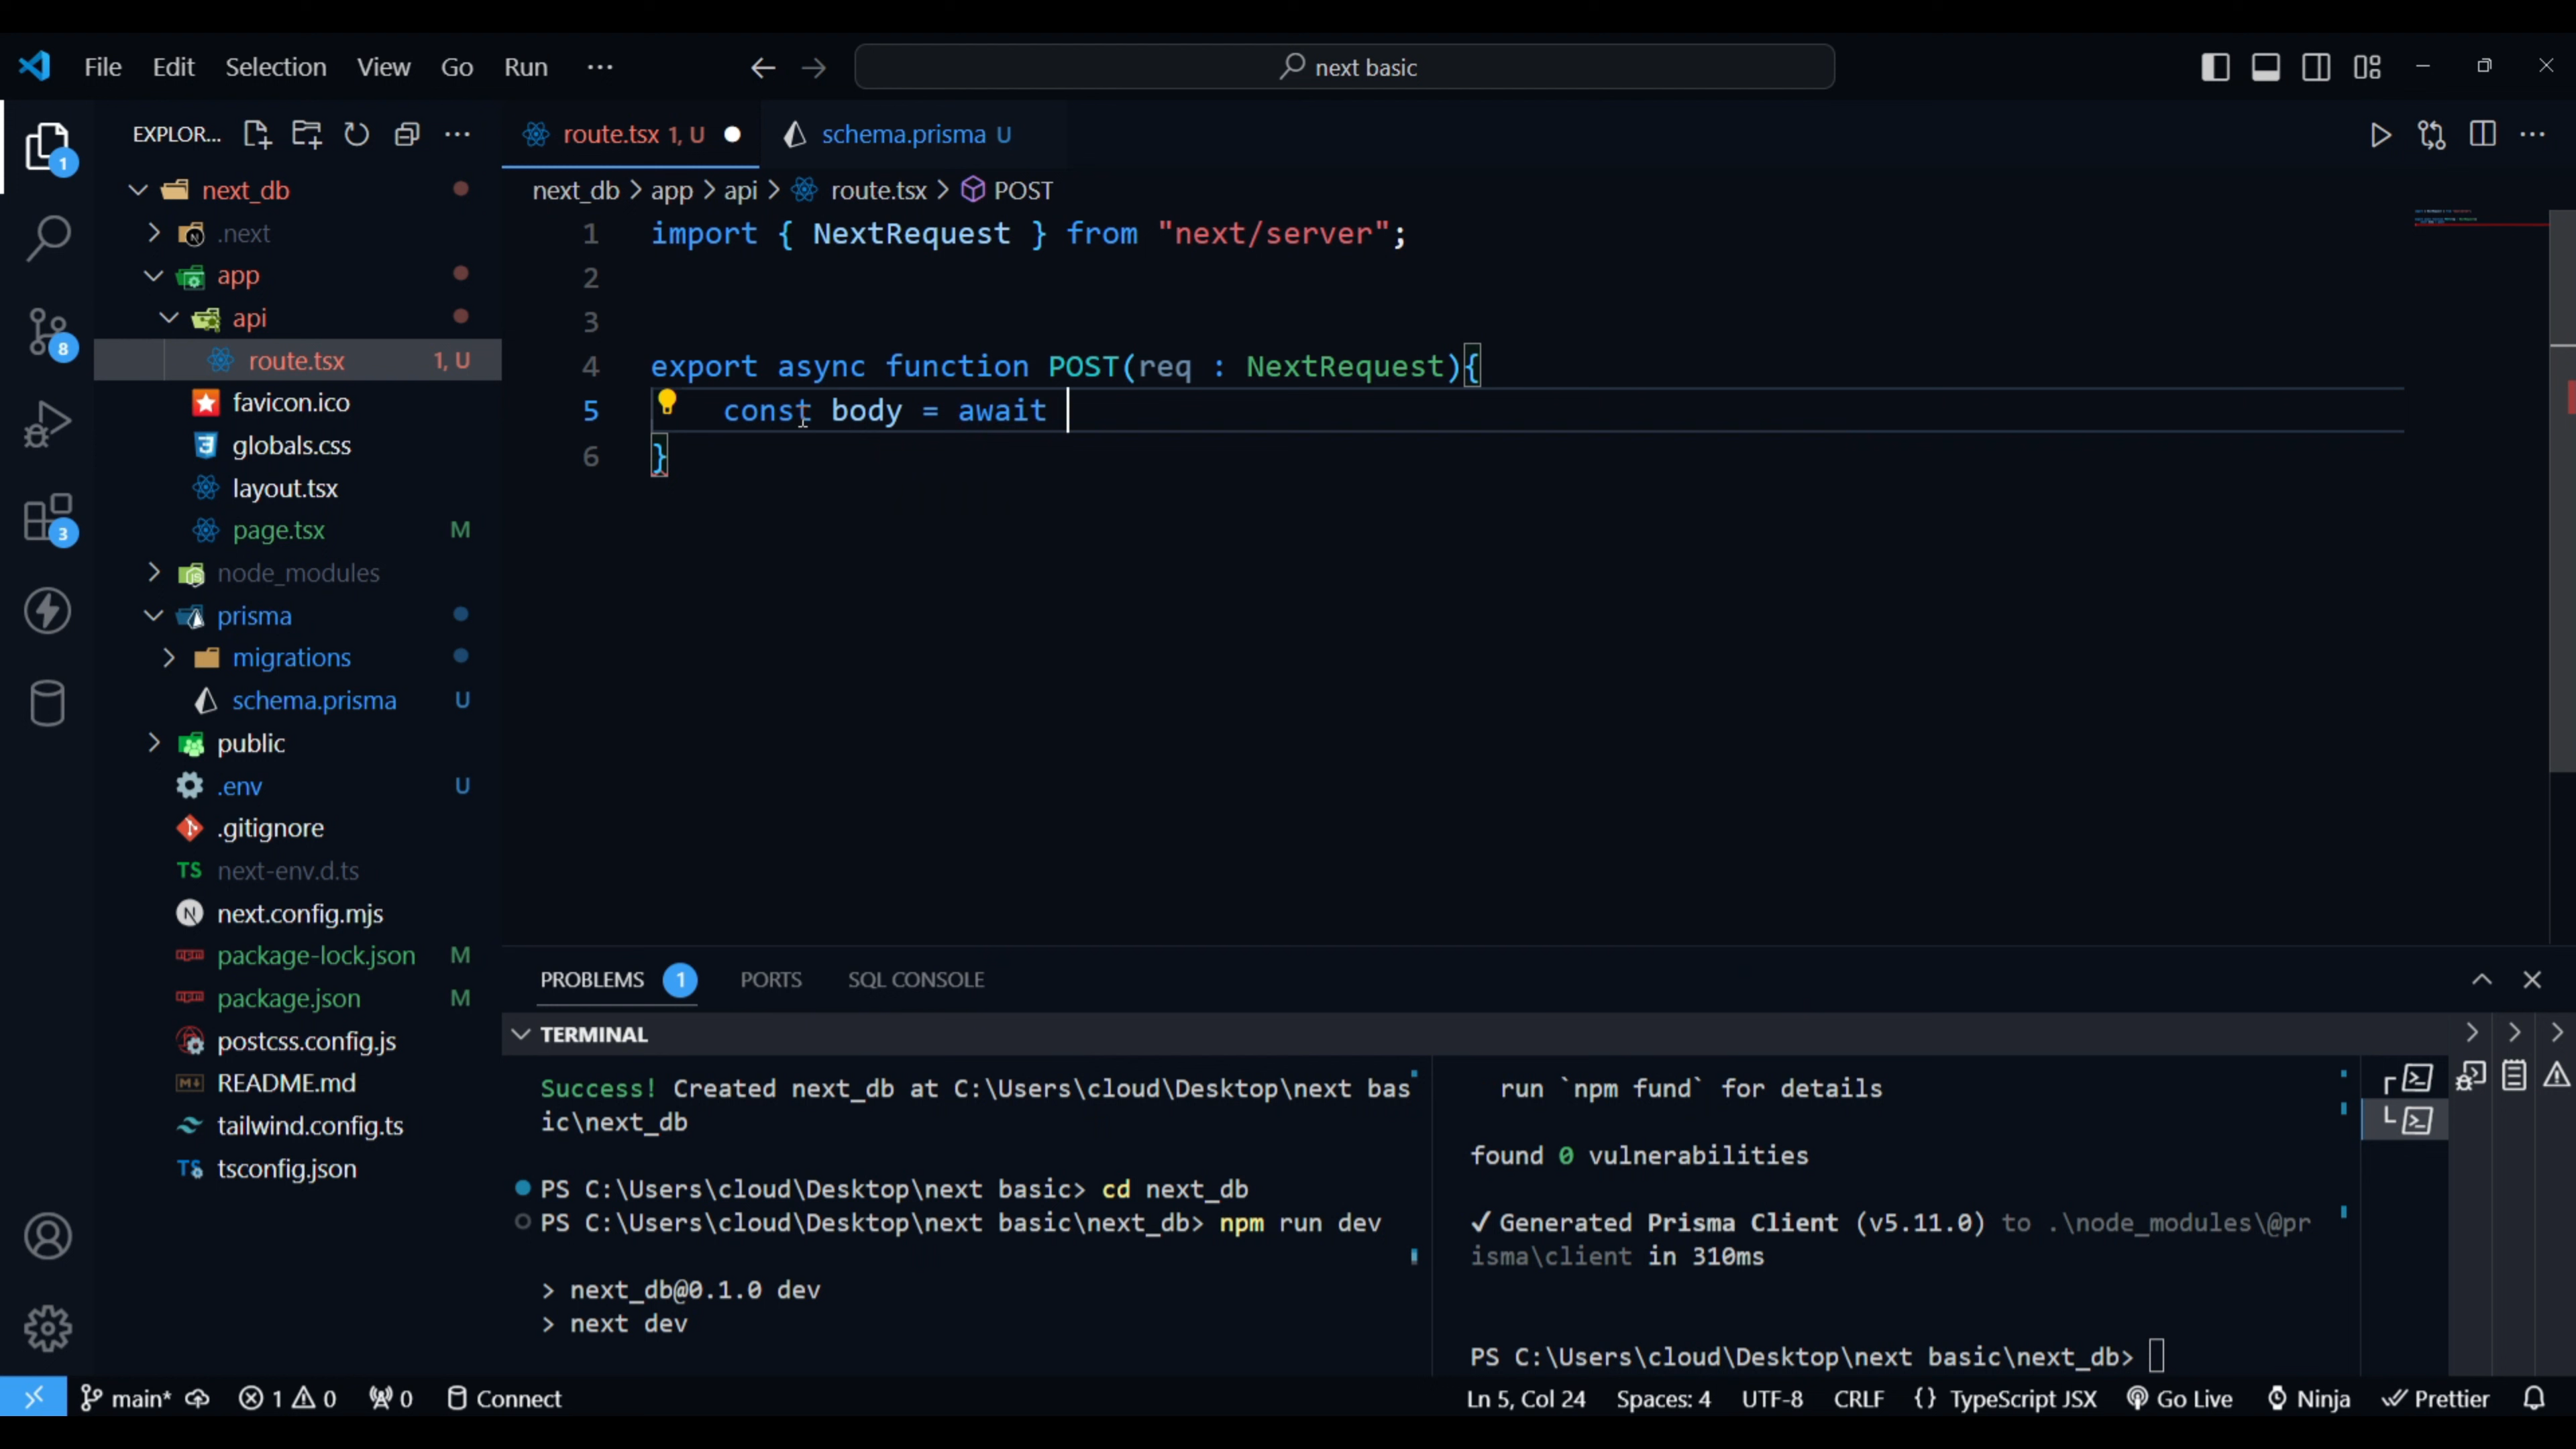 File Edit Selection View Go Run ··· next basic
EXPLOR... ···
route.tsx 1, U
schema.prisma U
next_db
.next
app
api
route.tsx 1, U
favicon.ico
globals.css
layout.tsx
page.tsx M
node_modules
prisma
migrations
schema.prisma U
public
.env U
.gitignore
TS next-env.d.ts
next.config.mjs
package-lock.json M
package.json M
postcss.config.js
README.md
tailwind.config.ts
TS tsconfig.json
1
8
3
next_db > app > api > route.tsx > POST
1 import { NextRequest } from "next/server";
2
3
4 export async function POST(req : NextRequest){
5 const body = await
6 }
PROBLEMS 1 PORTS SQL CONSOLE
TERMINAL
Success! Created next_db at C:\Users\cloud\Desktop\next bas
ic\next_db
PS C:\Users\cloud\Desktop\next basic> cd next_db
PS C:\Users\cloud\Desktop\next basic\next_db> npm run dev
> next_db@0.1.0 dev
> next dev
run `npm fund` for details
found 0 vulnerabilities
✓ Generated Prisma Client (v5.11.0) to .\node_modules\@pr
isma\client in 310ms
PS C:\Users\cloud\Desktop\next basic\next_db>
main* 1 0 0 Connect Ln 5, Col 24 Spaces: 4 UTF-8 CRLF {} TypeScript JSX Go Live Ninja Prettier